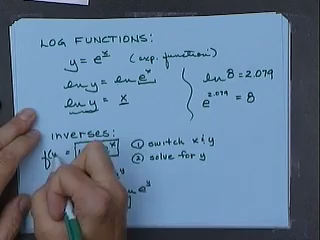 LOG FUNCTIONS:
y = e^x (exp. function)
ln y = ln e^x
ln y = x
ln 8 = 2.079
e^2.079 = 8
inverses:
f(x = e^x
① switch x & y
② solve for y
e^y